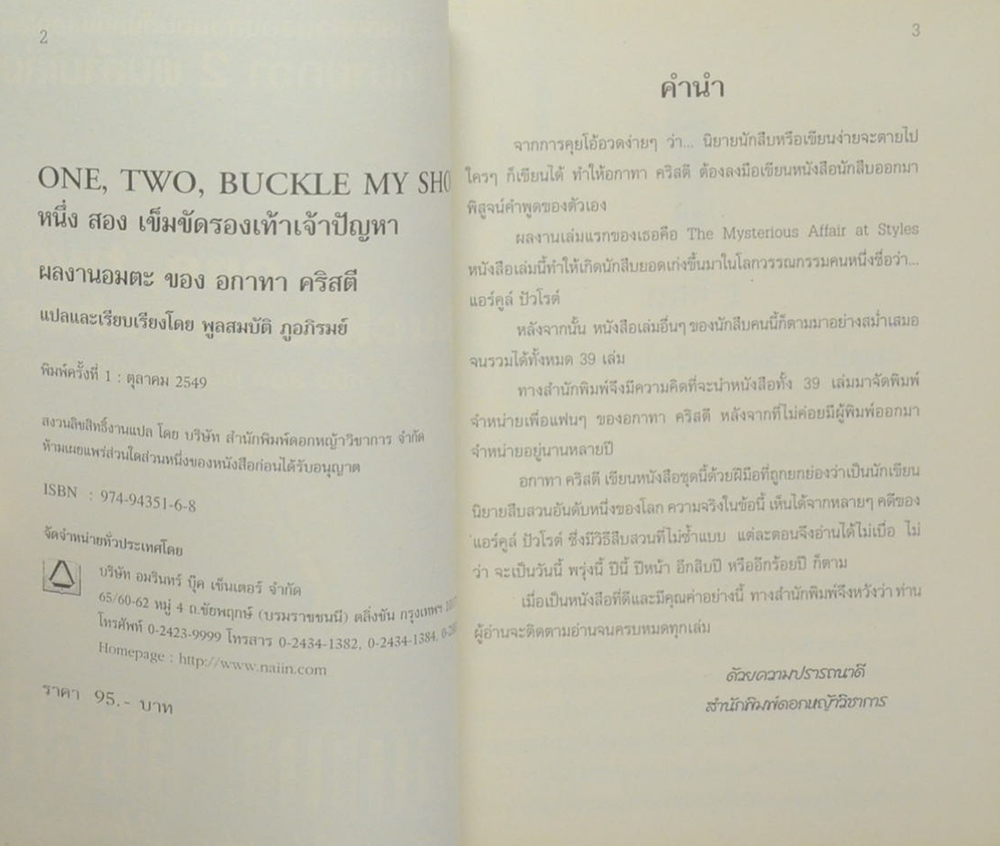 2
ONE, TWO, BUCKLE MY SHO
หนึ่ง สอง เข็มขัดรองเท้าเจ้าปัญหา
ผลงานอมตะ ของ อกาทา คริสตี
แปลและเรียบเรียงโดย พูลสมบัติ ภูอภิรมย์
พิมพ์ครั้งที่ 1 : ตุลาคม 2549
สงวนลิขสิทธิ์งานแปล โดย บริษัท สำนักพิมพ์ดอกหญ้าวิชาการ จำกัด
ห้ามเผยแพร่ส่วนใดส่วนหนึ่งของหนังสือก่อนได้รับอนุญาต
ISBN : 974-94351-6-8
จัดจำหน่ายทั่วประเทศโดย
บริษัท อมรินทร์ บุ๊ค เซ็นเตอร์ จำกัด
65/60-62 หมู่ 4 ถ.ชัยพฤกษ์ (บรมราชชนนี) ตลิ่งชัน กรุงเทพฯ
โทรศัพท์ 0-2423-9999 โทรสาร 0-2434-1382, 0-2434-1384,
Homepage : http://www.naiin.com
ราคา 95.- บาท
3
คำนำ
จากการคุยโอ้อวดง่ายๆ ว่า... นิยายนักสืบหรือเขียนง่ายจะตายไป
ใครๆ ก็เขียนได้ ทำให้อกาทา คริสตี ต้องลงมือเขียนหนังสือนักสืบออกมา
พิสูจน์คำพูดของตัวเอง
ผลงานเล่มแรกของเธอคือ The Mysterious Affair at Styles
หนังสือเล่มนี้ทำให้เกิดนักสืบยอดเก่งขึ้นมาในโลกวรรณกรรมคนหนึ่งชื่อว่า...
แอร์คูล์ ปัวโรต์
หลังจากนั้น หนังสือเล่มอื่นๆ ของนักสืบคนนี้ก็ตามมาอย่างสม่ำเสมอ
จนรวมได้ทั้งหมด 39 เล่ม
ทางสำนักพิมพ์จึงมีความคิดที่จะนำหนังสือทั้ง 39 เล่มมาจัดพิมพ์
จำหน่ายเพื่อแฟนๆ ของอกาทา คริสตี หลังจากที่ไม่ค่อยมีผู้พิมพ์ออกมา
จำหน่ายอยู่นานหลายปี
อกาทา คริสตี เขียนหนังสือชุดนี้ด้วยฝีมือที่ถูกยกย่องว่าเป็นนักเขียน
นิยายสืบสวนอันดับหนึ่งของโลก ความจริงในข้อนี้ เห็นได้จากหลายๆ คดีของ
แอร์คูล์ ปัวโรต์ ซึ่งมีวิธีสืบสวนที่ไม่ซ้ำแบบ แต่ละตอนจึงอ่านได้ไม่เบื่อ ไม่
ว่า จะเป็นวันนี้ พรุ่งนี้ ปีนี้ ปีหน้า อีกสิบปี หรืออีกร้อยปี ก็ตาม
เมื่อเป็นหนังสือที่ดีและมีคุณค่าอย่างนี้ ทางสำนักพิมพ์จึงหวังว่า ท่าน
ผู้อ่านจะติดตามอ่านจนครบหมดทุกเล่ม
ด้วยความปรารถนาดี
สำนักพิมพ์ดอกหญ้าวิชาการ